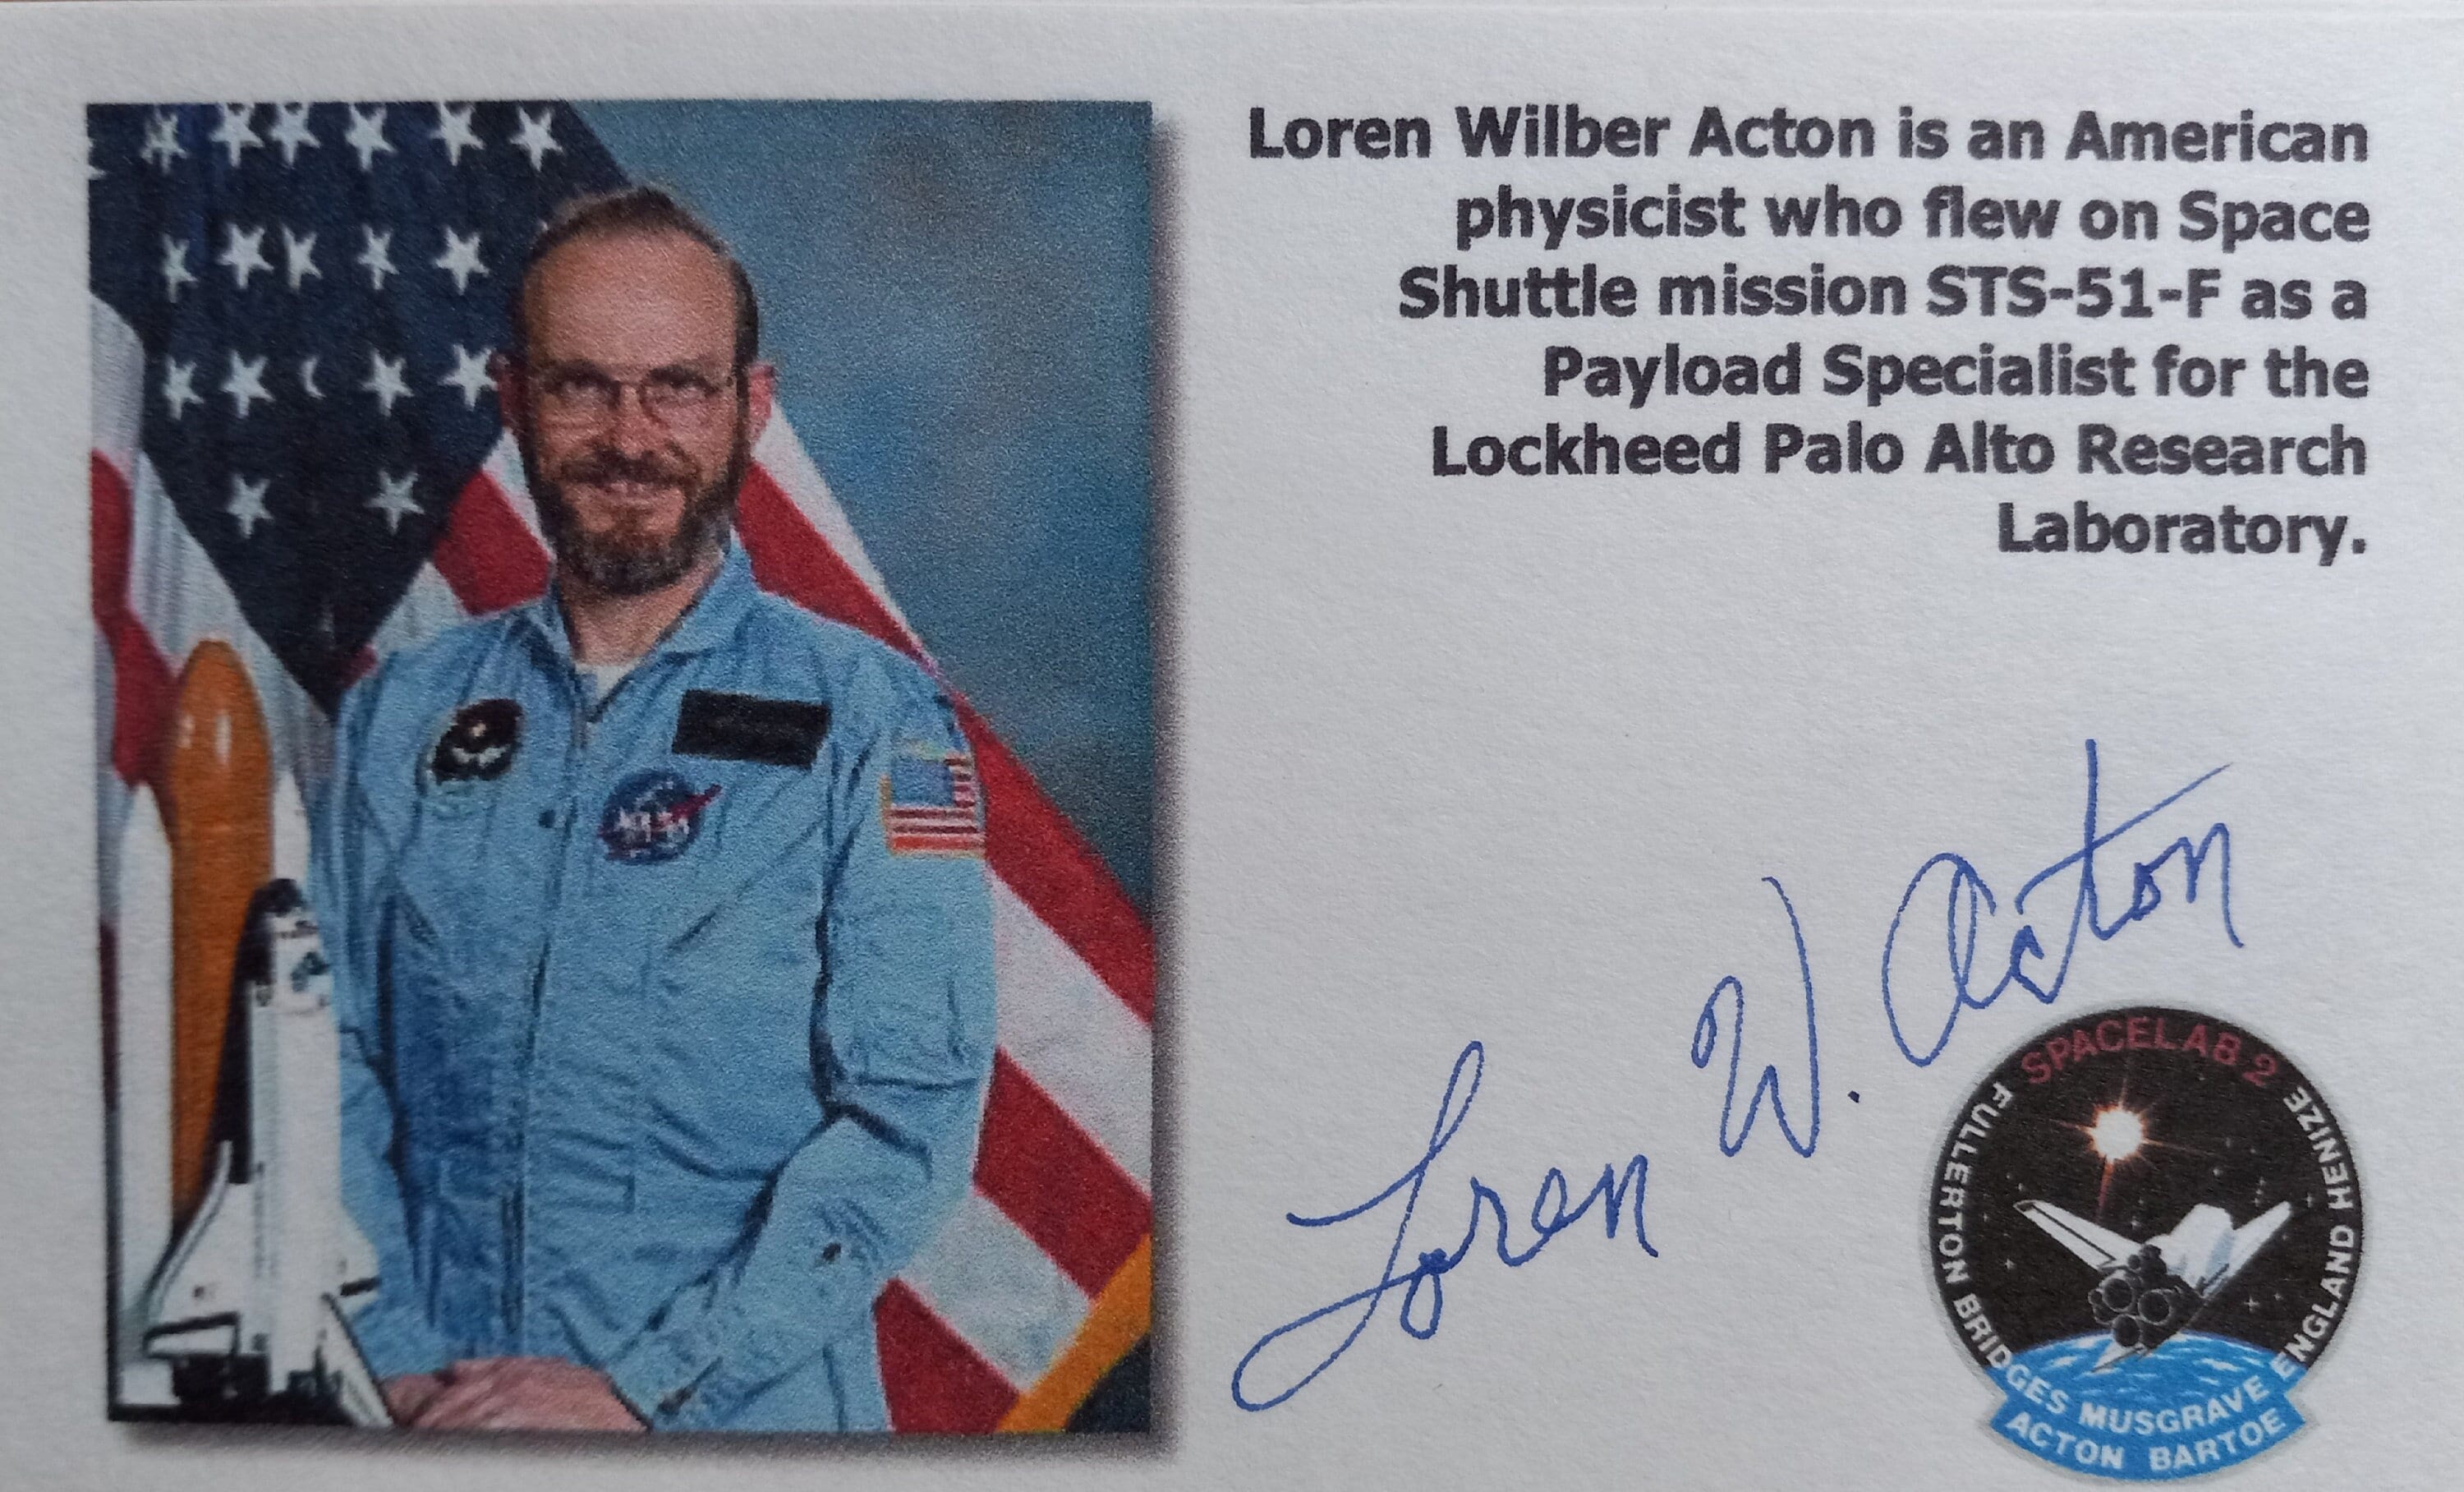 Loren Wilber Acton is an American
physicist who flew on Space
Shuttle mission STS-51-F as a
Payload Specialist for the
Lockheed Palo Alto Research
Laboratory.
Loren W. Acton
SPACELAB 2
FULLERTON BRIDGES MUSGRAVE ENGLAND HENIZE
ACTON BARTOE
NASA